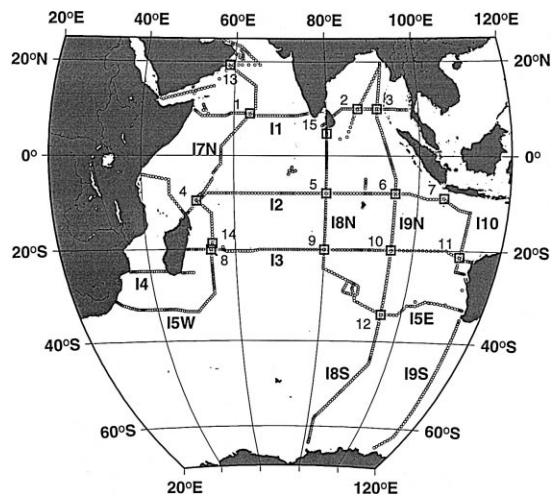 20°E 40°E 60°E 80°E 100°E 120°E
20°N 20°N
13
1 2 3
I1 15
I7N
0° 0°
4 5 6 7
I2 I8N I9N I10
14
20°S 8 I3 9 10 11 20°S
I4
I5W 12 I5E
40°S I8S I9S 40°S
60°S 60°S
20°E 120°E